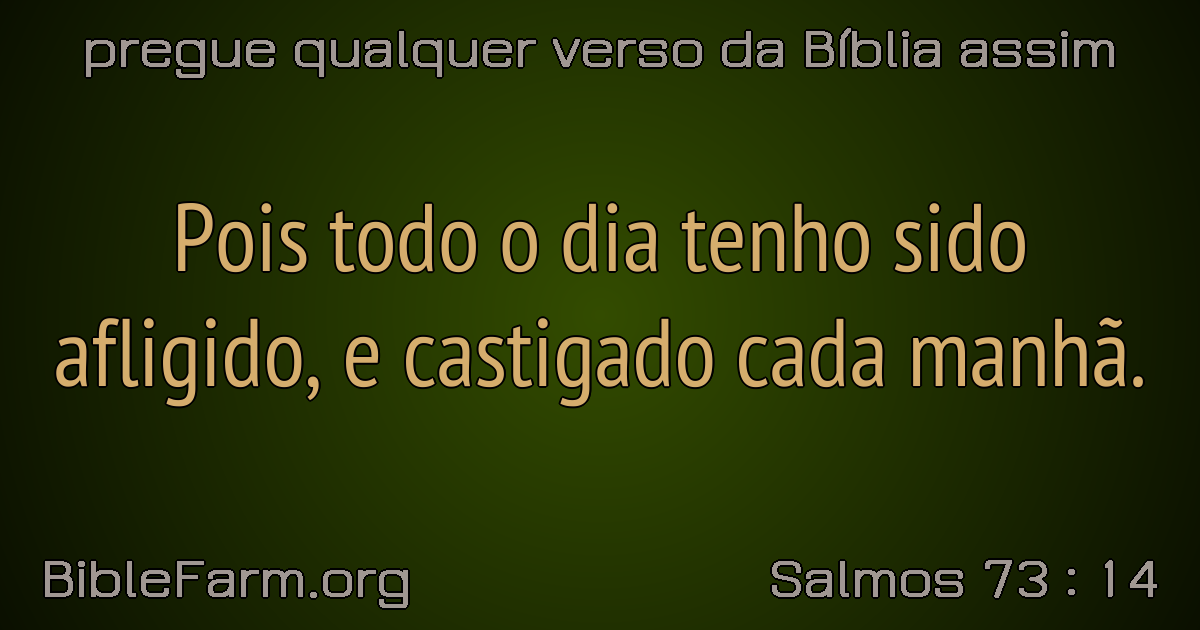 pregue qualquer verso da Bíblia assim
Pois todo o dia tenho sido
afligido, e castigado cada manhã.
BibleFarm.org
Salmos 73 : 14